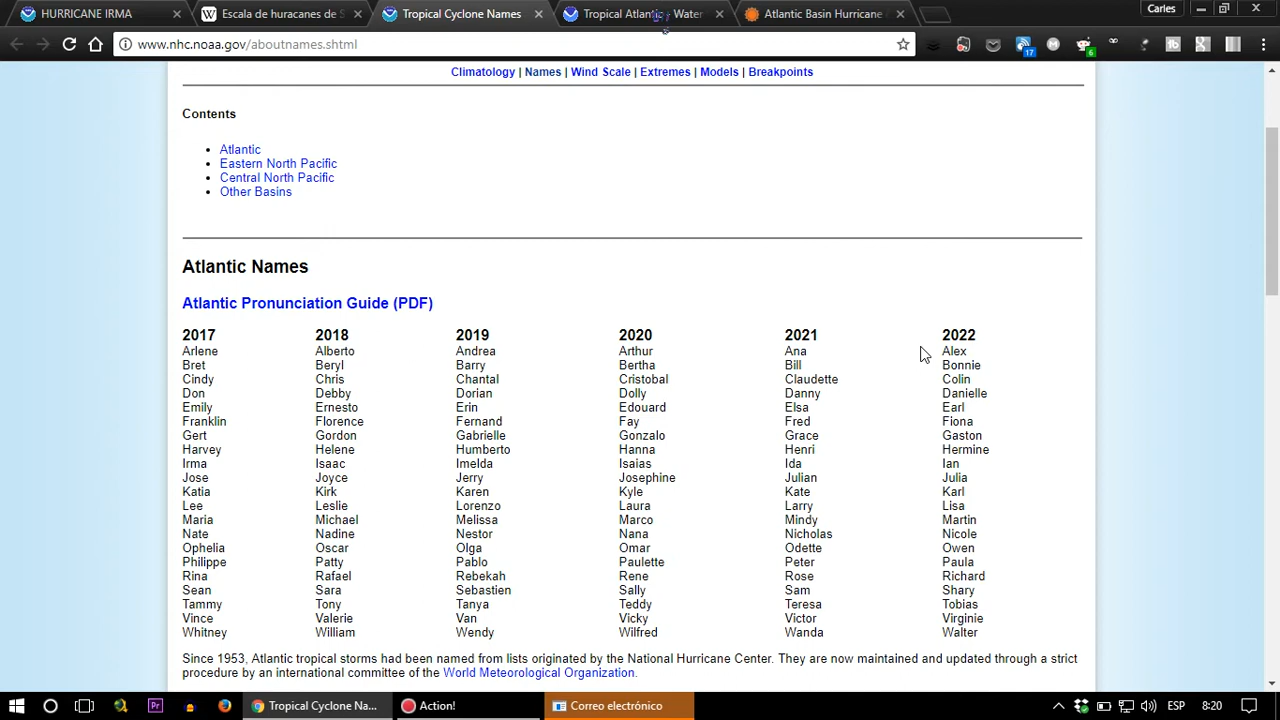 HURRICANE IRMA
Escala de huracanes de S
Tropical Cyclone Names
Tropical Atlantic Water
Atlantic Basin Hurricane
Carles
www.nhc.noaa.gov/aboutnames.shtml
17
6
Climatology | Names | Wind Scale | Extremes | Models | Breakpoints
Contents
Atlantic
Eastern North Pacific
Central North Pacific
Other Basins
Atlantic Names
Atlantic Pronunciation Guide (PDF)
2017 2018 2019 2020 2021 2022
Arlene Alberto Andrea Arthur Ana Alex
Bret Beryl Barry Bertha Bill Bonnie
Cindy Chris Chantal Cristobal Claudette Colin
Don Debby Dorian Dolly Danny Danielle
Emily Ernesto Erin Edouard Elsa Earl
Franklin Florence Fernand Fay Fred Fiona
Gert Gordon Gabrielle Gonzalo Grace Gaston
Harvey Helene Humberto Hanna Henri Hermine
Irma Isaac Imelda Isaias Ida Ian
Jose Joyce Jerry Josephine Julian Julia
Katia Kirk Karen Kyle Kate Karl
Lee Leslie Lorenzo Laura Larry Lisa
Maria Michael Melissa Marco Mindy Martin
Nate Nadine Nestor Nana Nicholas Nicole
Ophelia Oscar Olga Omar Odette Owen
Philippe Patty Pablo Paulette Peter Paula
Rina Rafael Rebekah Rene Rose Richard
Sean Sara Sebastien Sally Sam Shary
Tammy Tony Tanya Teddy Teresa Tobias
Vince Valerie Van Vicky Victor Virginie
Whitney William Wendy Wilfred Wanda Walter
Since 1953, Atlantic tropical storms had been named from lists originated by the National Hurricane Center. They are now maintained and updated through a strict
procedure by an international committee of the World Meteorological Organization.
Pr
Tropical Cyclone Na...
Action!
Correo electrónico
ESP
8:20